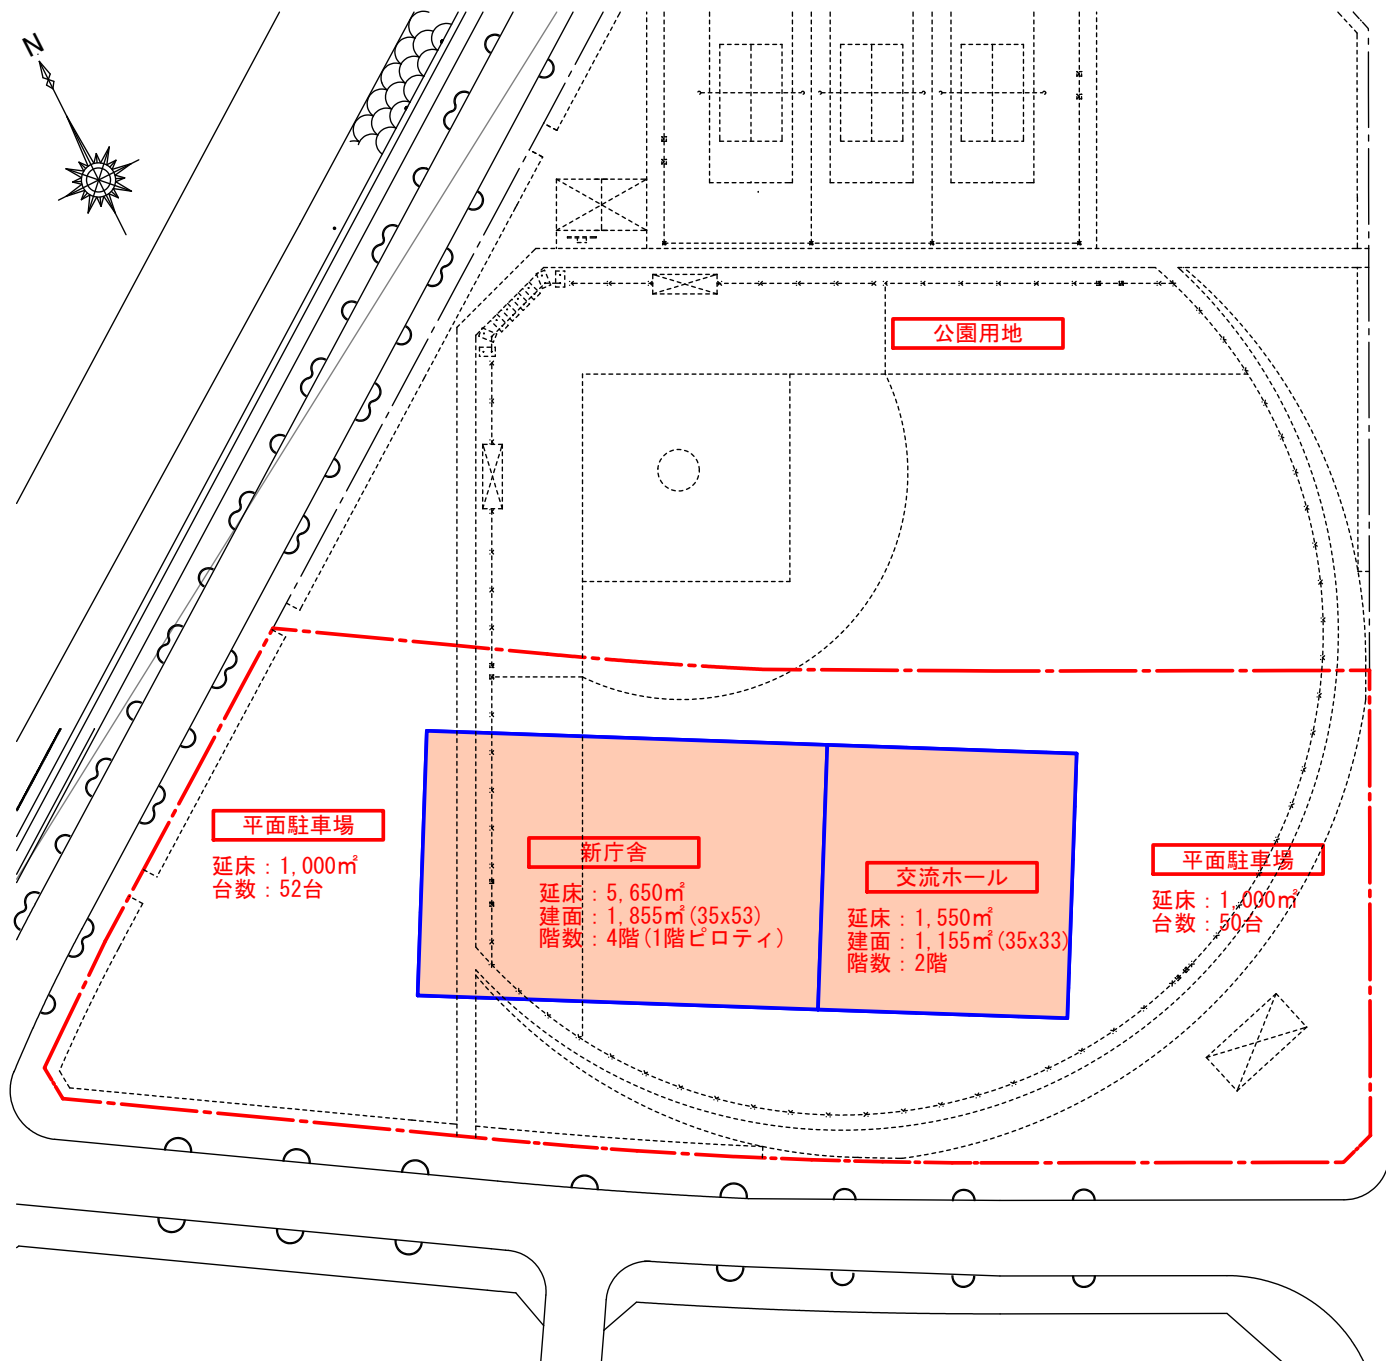 N
公園用地
平面駐車場
延床：1,000㎡
台数：52台
新庁舎
延床：5,650㎡
建面：1,855㎡(35x53)
階数：4階(1階ピロティ)
交流ホール
延床：1,550㎡
建面：1,155㎡(35x33)
階数：2階
平面駐車場
延床：1,000㎡
台数：50台